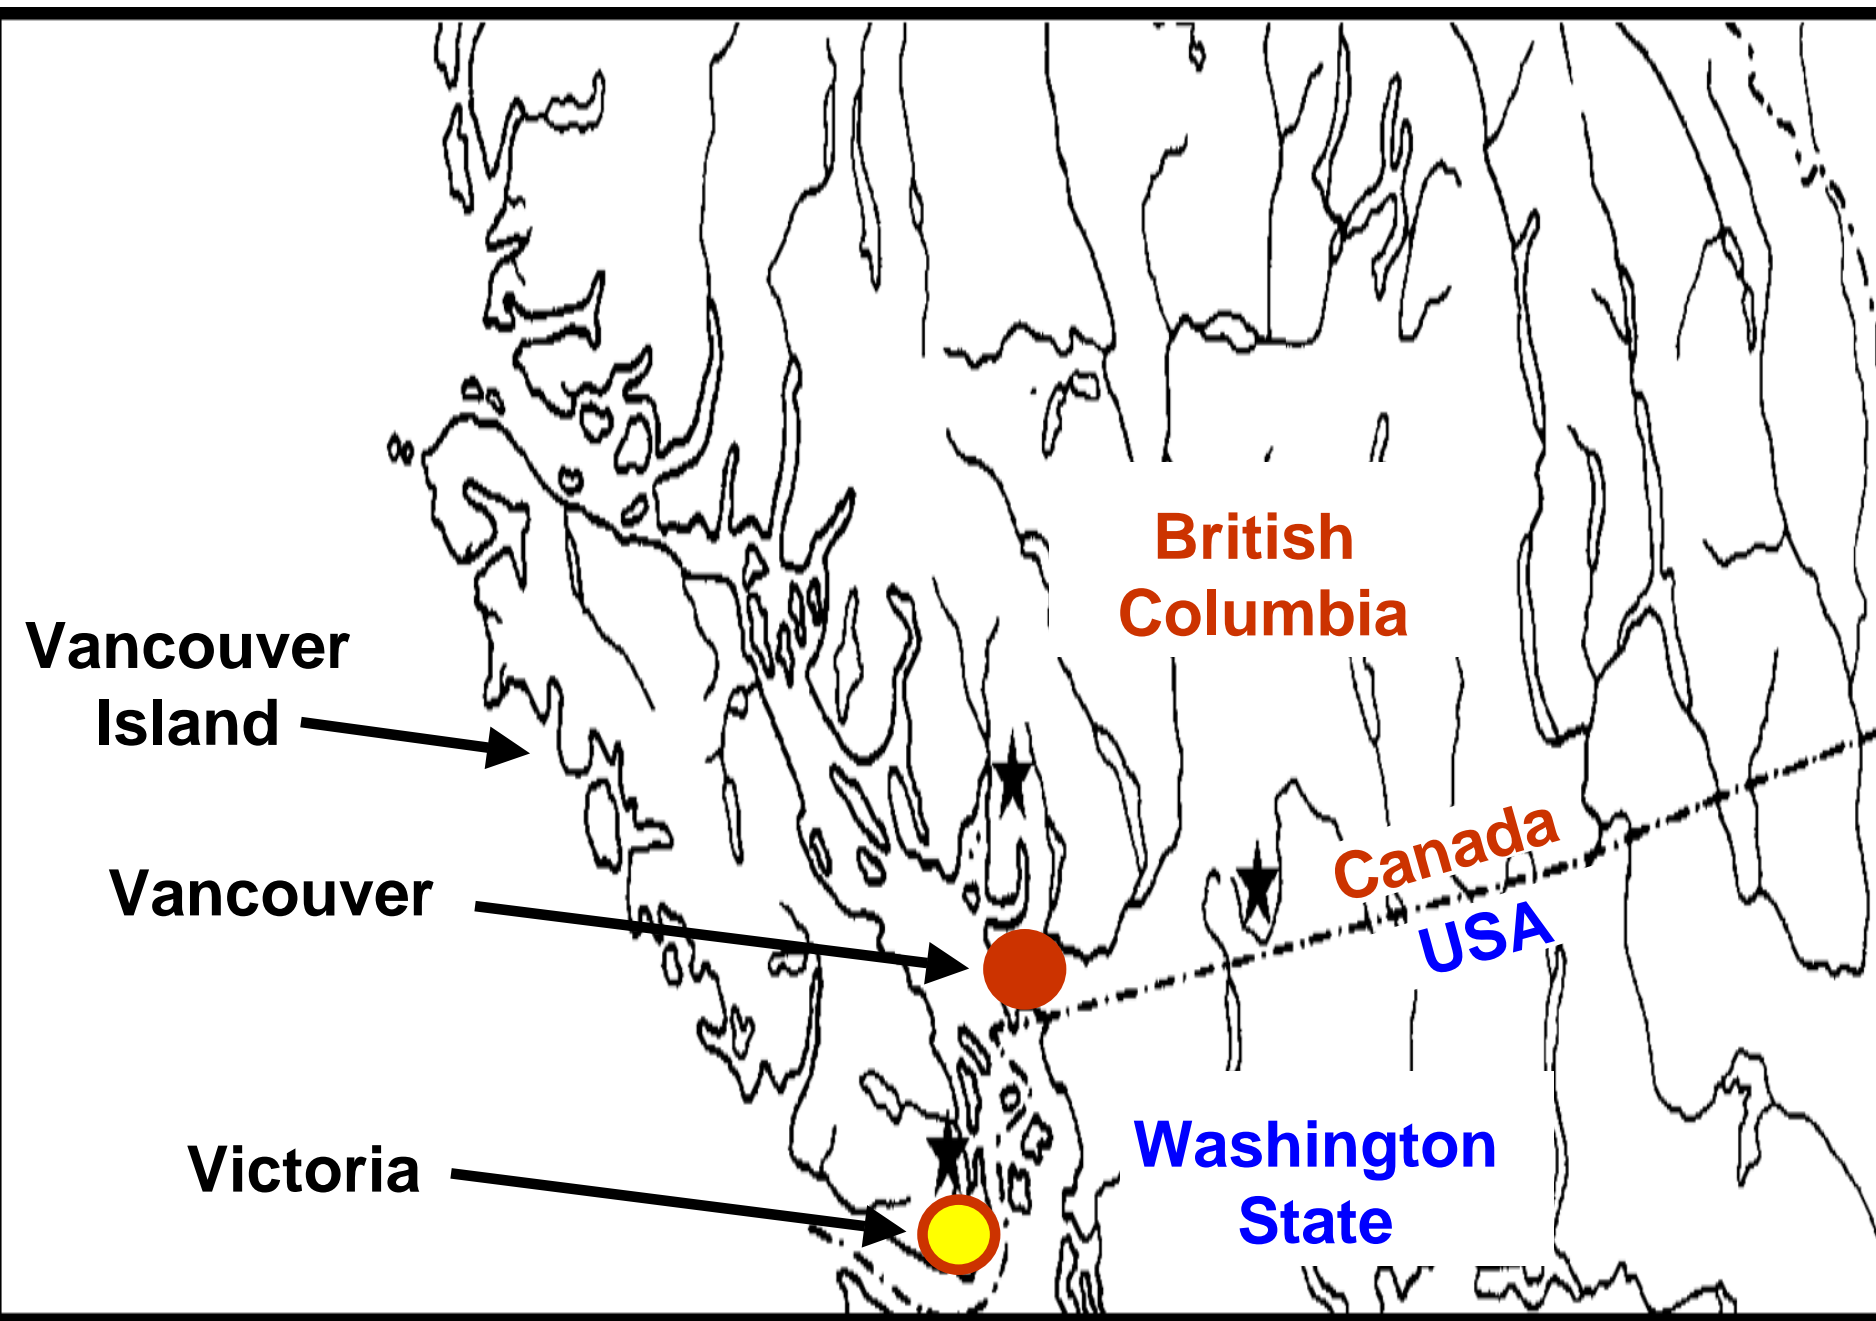 British
Columbia
Vancouver
Island
Canada
USA
Vancouver
Washington
State
Victoria